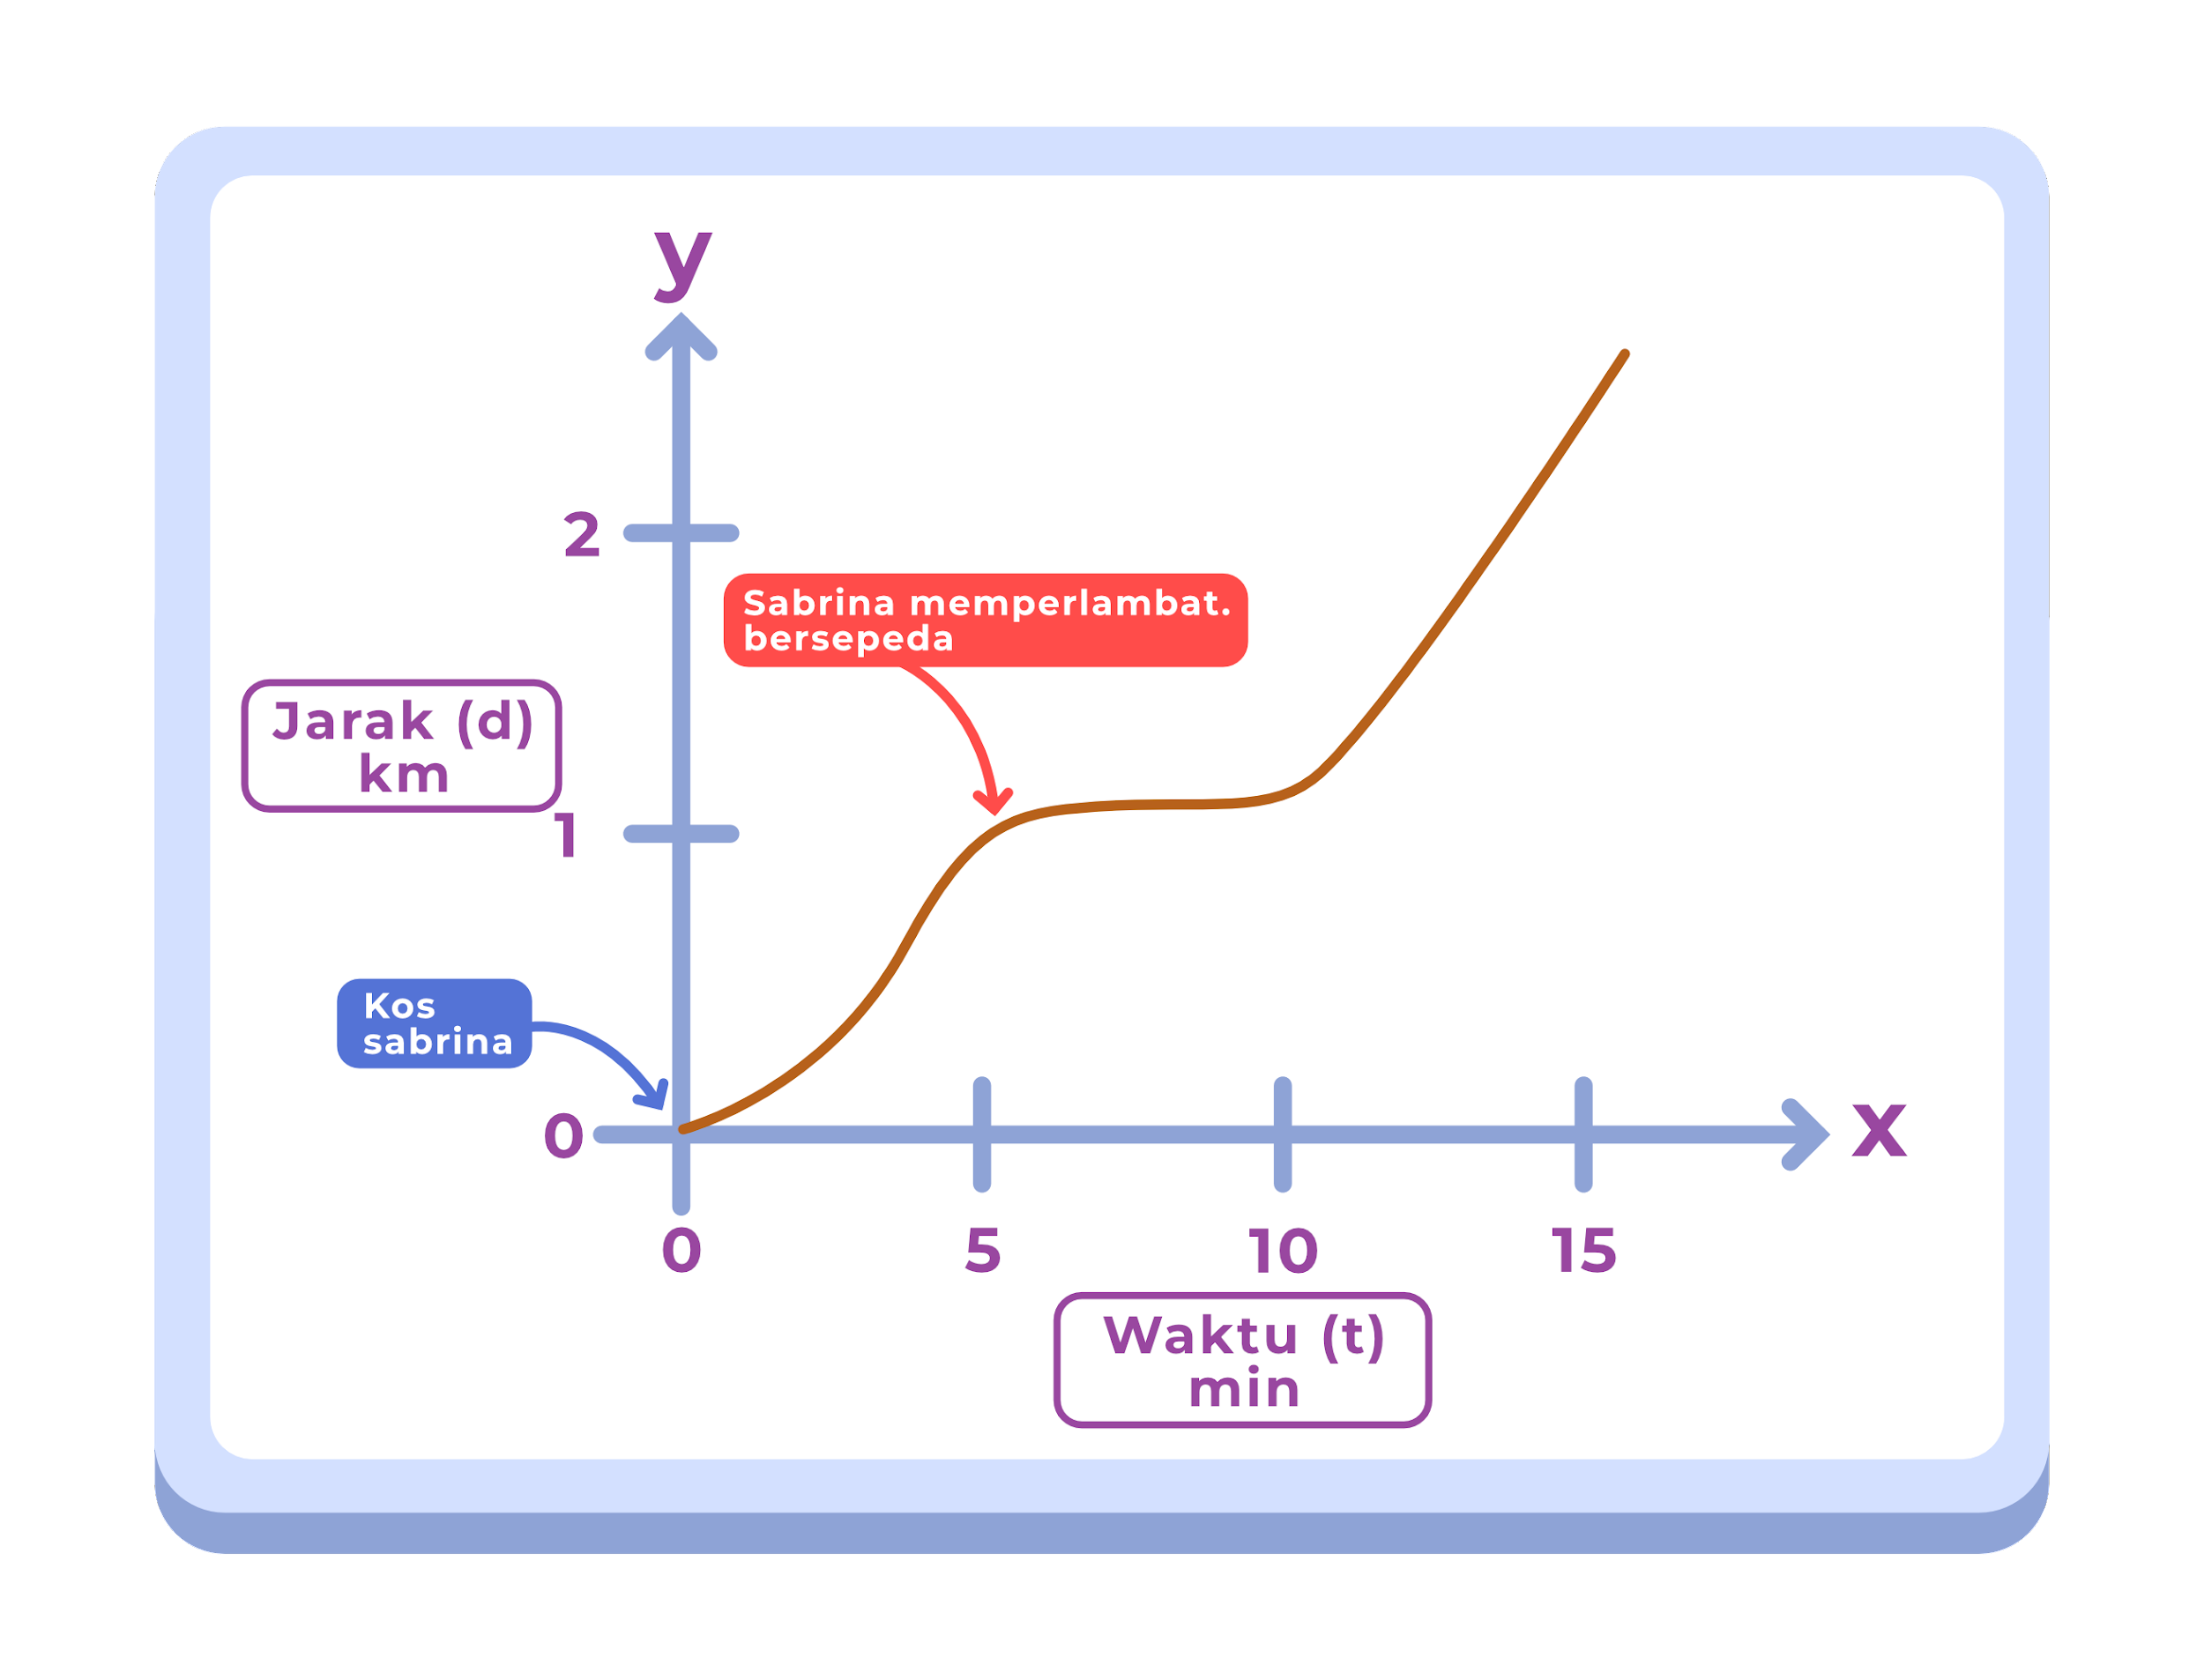 y
2
Sabrina memperlambat.
bersepeda
Jarak (d)
km
1
Kos
sabrina
0
x
0
5
10
15
Waktu (t)
min